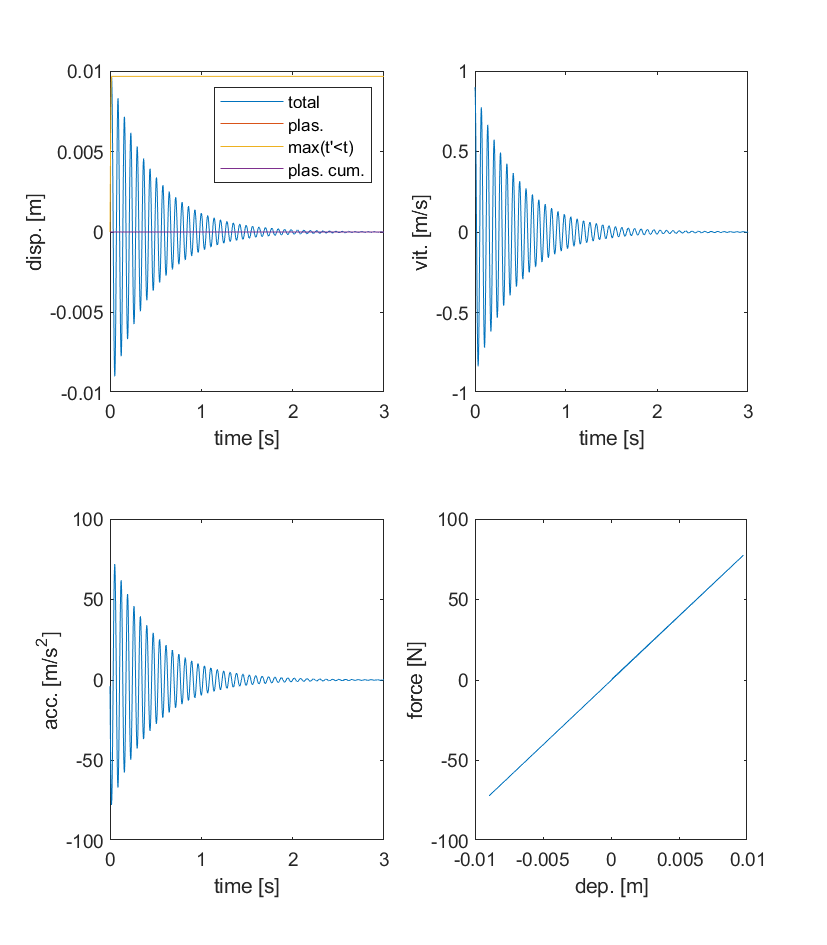 0.01
0.005
0
-0.005
-0.01
disp. [m]
total
plas.
max(t'<t)
plas. cum.
0 1 2 3
time [s]
1
0.5
0
-0.5
-1
vit. [m/s]
0 1 2 3
time [s]
100
50
0
-50
-100
acc. [m/s²]
0 1 2 3
time [s]
100
50
0
-50
-100
force [N]
-0.01 -0.005 0 0.005 0.01
dep. [m]